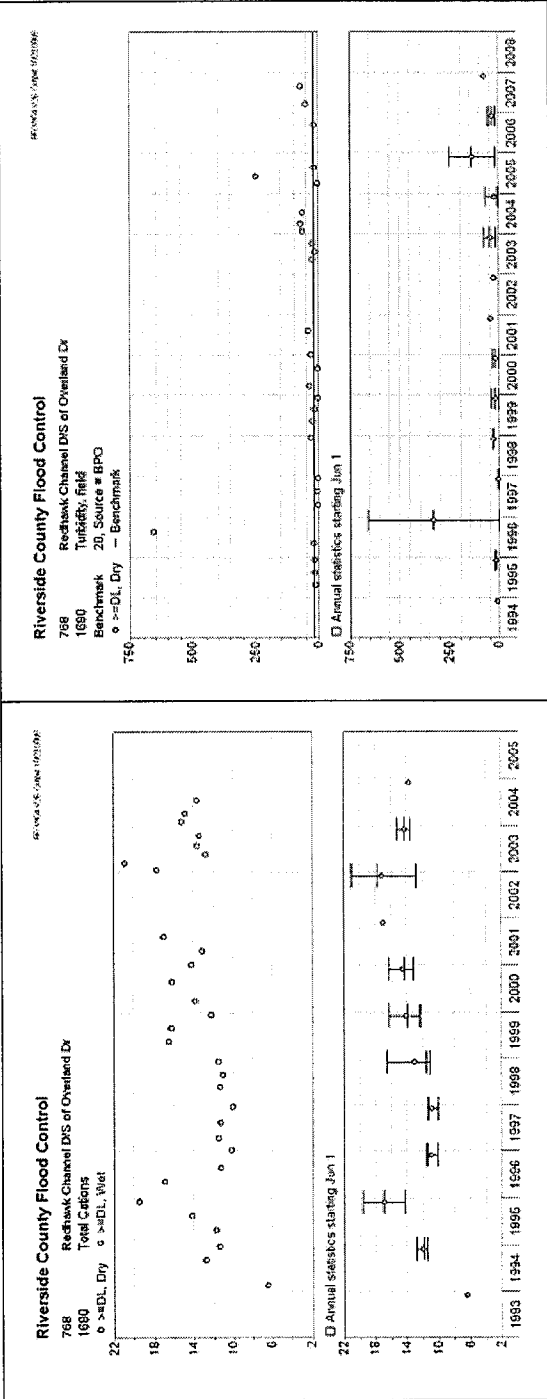 Riverside County Flood Control
768 Redhawk Channel D/S of Overland Dr
1690 Total Cations
o >=DL, Dry o >=DL, Wet
22
18
14
10
6
2
Annual statistics starting Jun 1
22
18
14
10
6
2
1993 1994 1995 1996 1997 1998 1999 2000 2001 2002 2003 2004 2005
Riverside County Flood Control
768 Redhawk Channel D/S of Overland Dr
1690 Turbidity, field
Benchmark 20, Source = BPO
o >=DL, Dry — Benchmark
750
500
250
0
Annual statistics starting Jun 1
750
500
250
0
1994 1995 1996 1997 1998 1999 2000 2001 2002 2003 2004 2005 2006 2007 2008